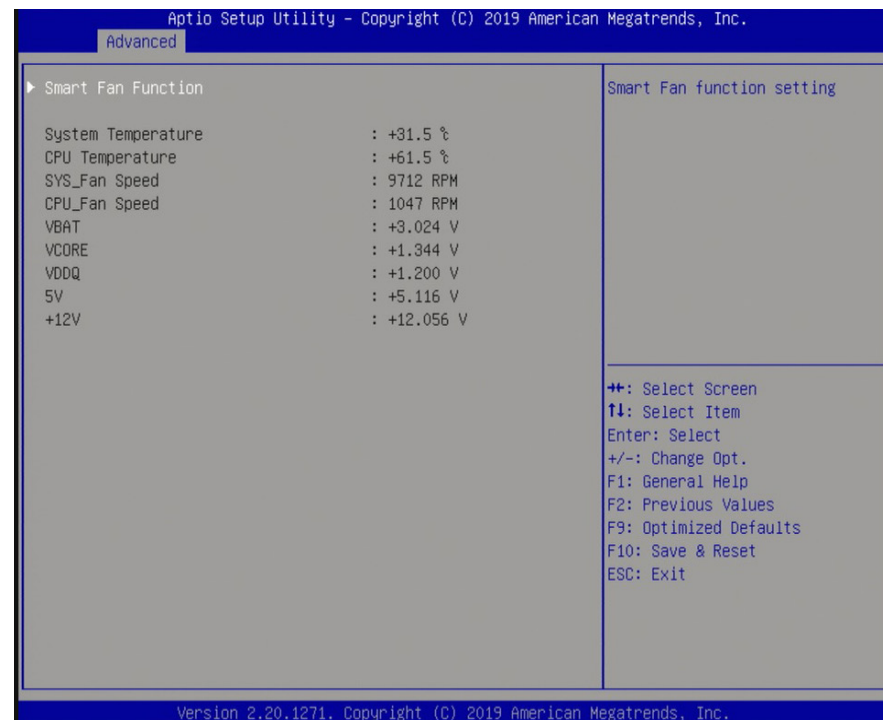 Aptio Setup Utility – Copyright (C) 2019 American Megatrends, Inc.
Advanced
Smart Fan Function
System Temperature : +31.5 ℃
CPU Temperature : +61.5 ℃
SYS_Fan Speed : 9712 RPM
CPU_Fan Speed : 1047 RPM
VBAT : +3.024 V
VCORE : +1.344 V
VDDQ : +1.200 V
5V : +5.116 V
+12V : +12.056 V
Smart Fan function setting
→←: Select Screen
↑↓: Select Item
Enter: Select
+/-: Change Opt.
F1: General Help
F2: Previous Values
F9: Optimized Defaults
F10: Save & Reset
ESC: Exit
Version 2.20.1271. Copyright (C) 2019 American Megatrends, Inc.